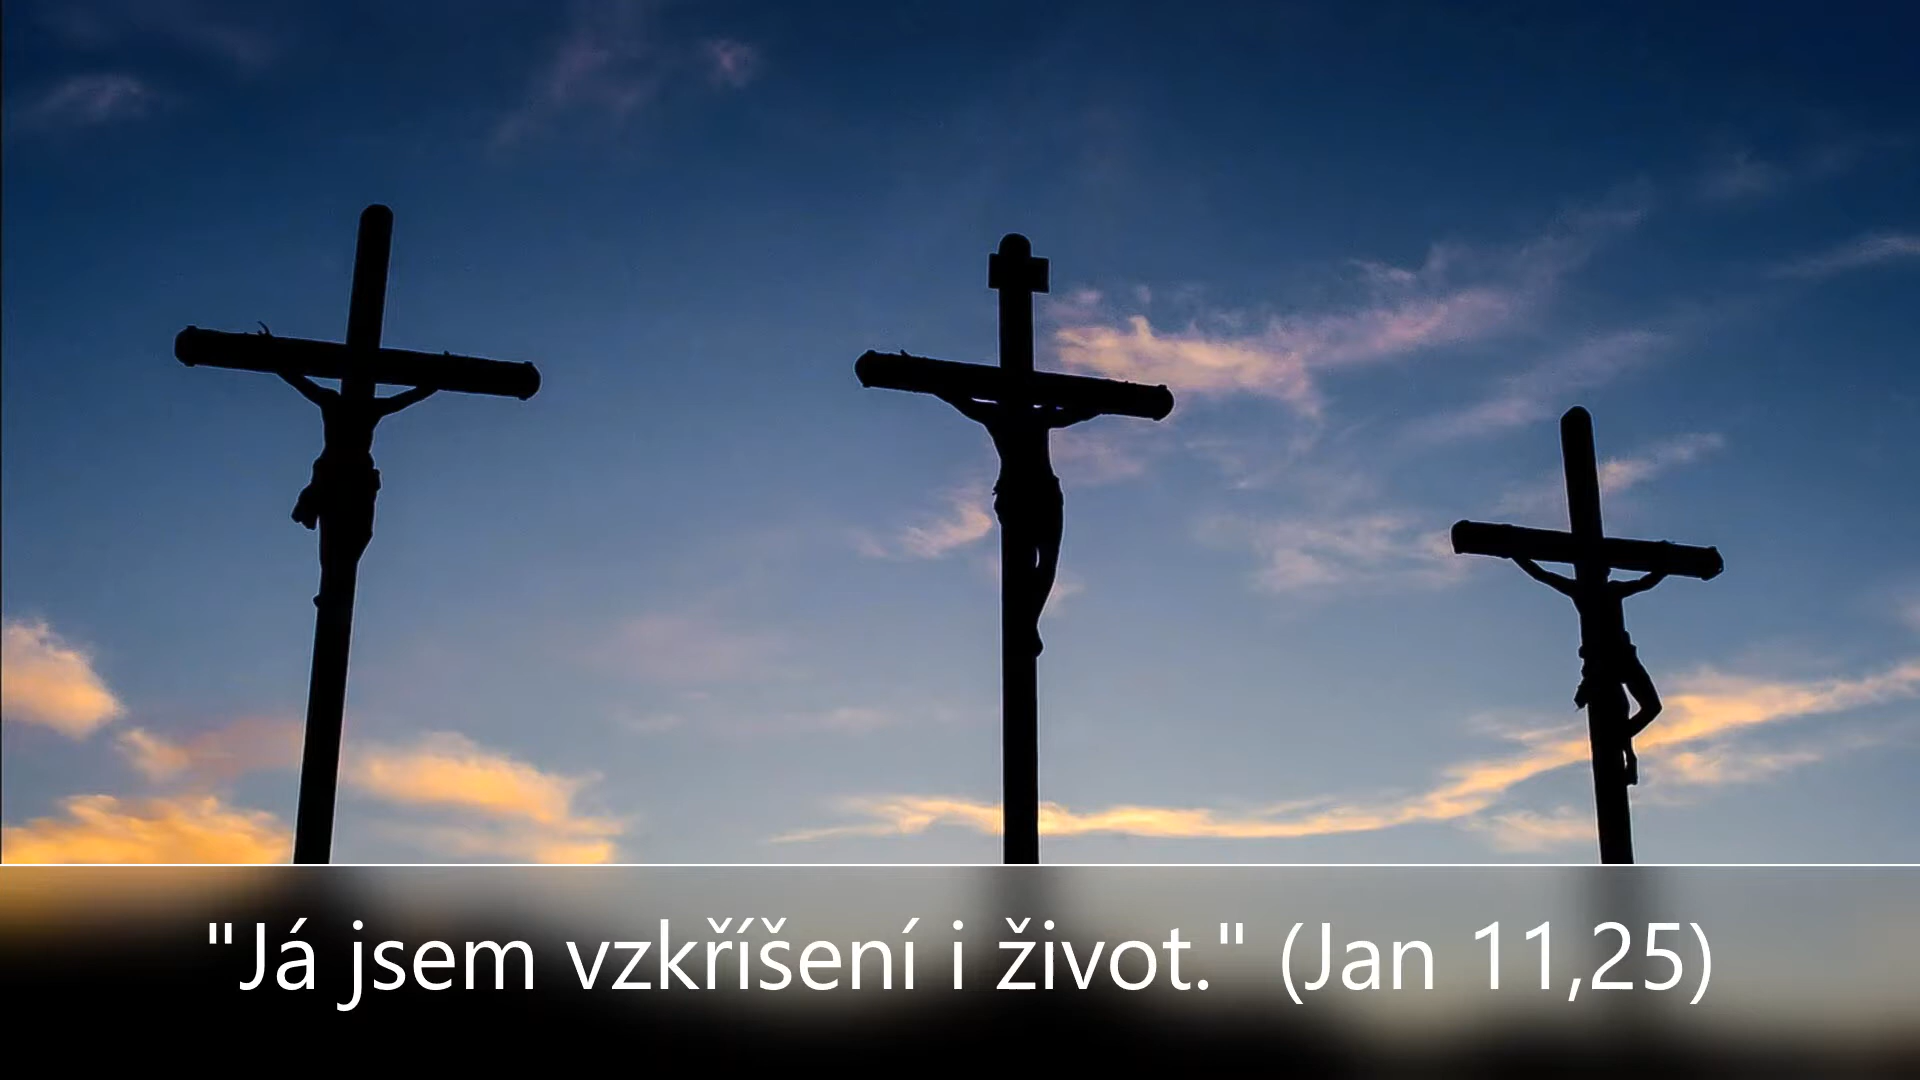 "Já jsem vzkříšení i život." (Jan 11,25)